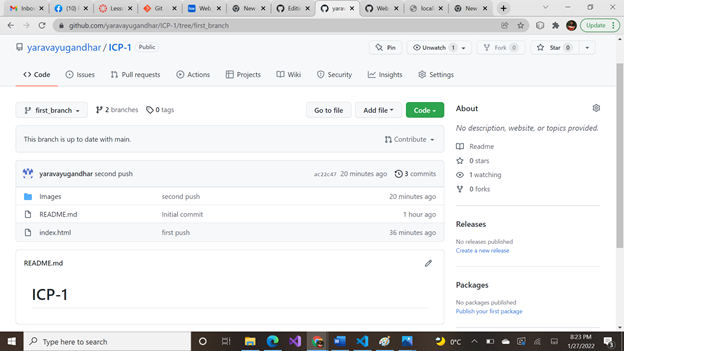 Inbox
(10)
Lesso
Git
Web
New
Edito
yarav
Web
local
New
github.com/yaravayugandhar/ICP-1/tree/first_branch
Update
yaravayugandhar / ICP-1 Public
Pin
Unwatch 1
Fork 0
Star 0
Code
Issues
Pull requests
Actions
Projects
Wiki
Security
Insights
Settings
first_branch
2 branches
0 tags
Go to file
Add file
Code
This branch is up to date with main.
Contribute
yaravayugandhar second push
ac22c47 20 minutes ago
3 commits
Images second push 20 minutes ago
README.md Initial commit 1 hour ago
index.html first push 36 minutes ago
README.md
ICP-1
About
No description, website, or topics provided.
Readme
0 stars
1 watching
0 forks
Releases
No releases published
Create a new release
Packages
No packages published
Publish your first package
Type here to search
0°C
8:23 PM
1/27/2022
3